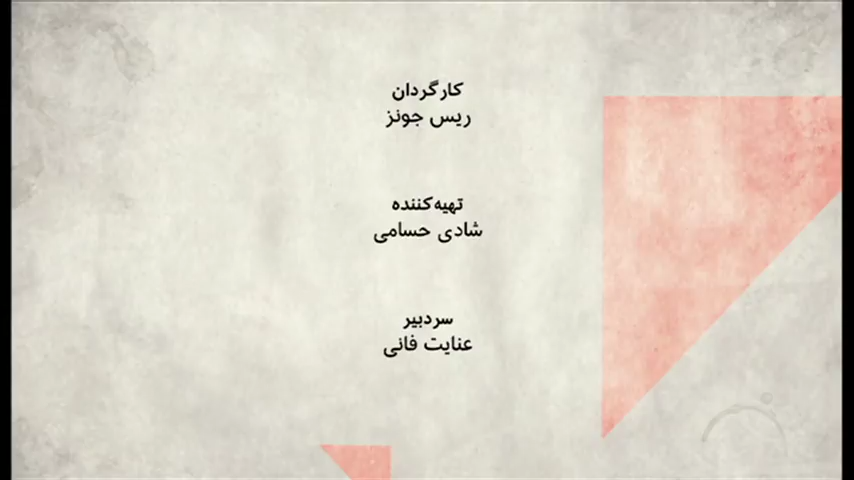 کارگردان
ریس جونز
تهیه‌کننده
شادی حسامی
سردبیر
عنایت فانی